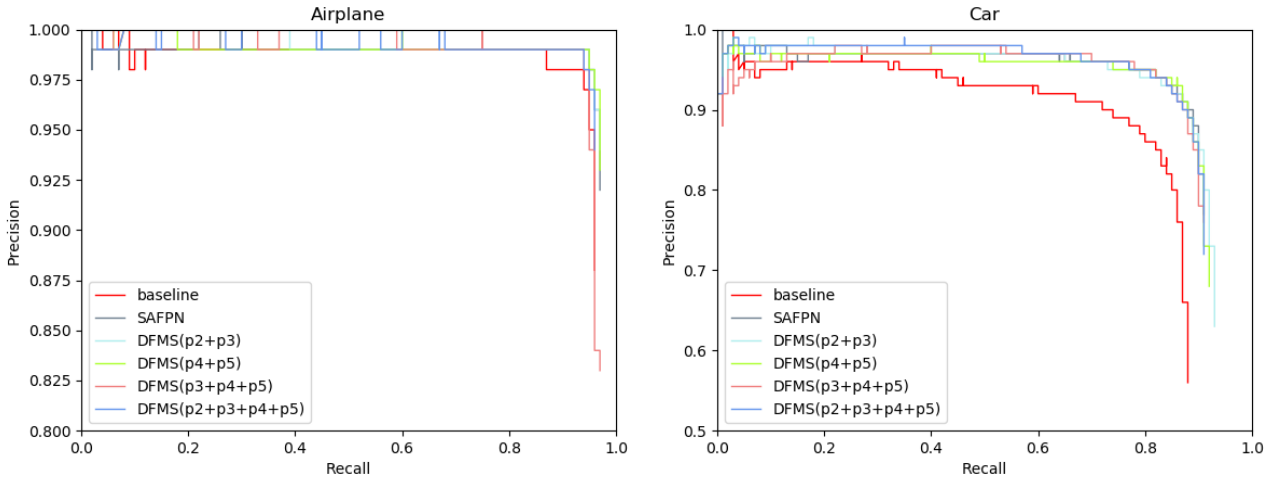 Airplane
1.000
0.975
0.950
0.925
0.900
0.875
0.850
0.825
0.800
Precision
baseline
SAFPN
DFMS(p2+p3)
DFMS(p4+p5)
DFMS(p3+p4+p5)
DFMS(p2+p3+p4+p5)
0.0 0.2 0.4 0.6 0.8 1.0
Recall
Car
1.0
0.9
0.8
0.7
0.6
0.5
Precision
baseline
SAFPN
DFMS(p2+p3)
DFMS(p4+p5)
DFMS(p3+p4+p5)
DFMS(p2+p3+p4+p5)
0.0 0.2 0.4 0.6 0.8 1.0
Recall